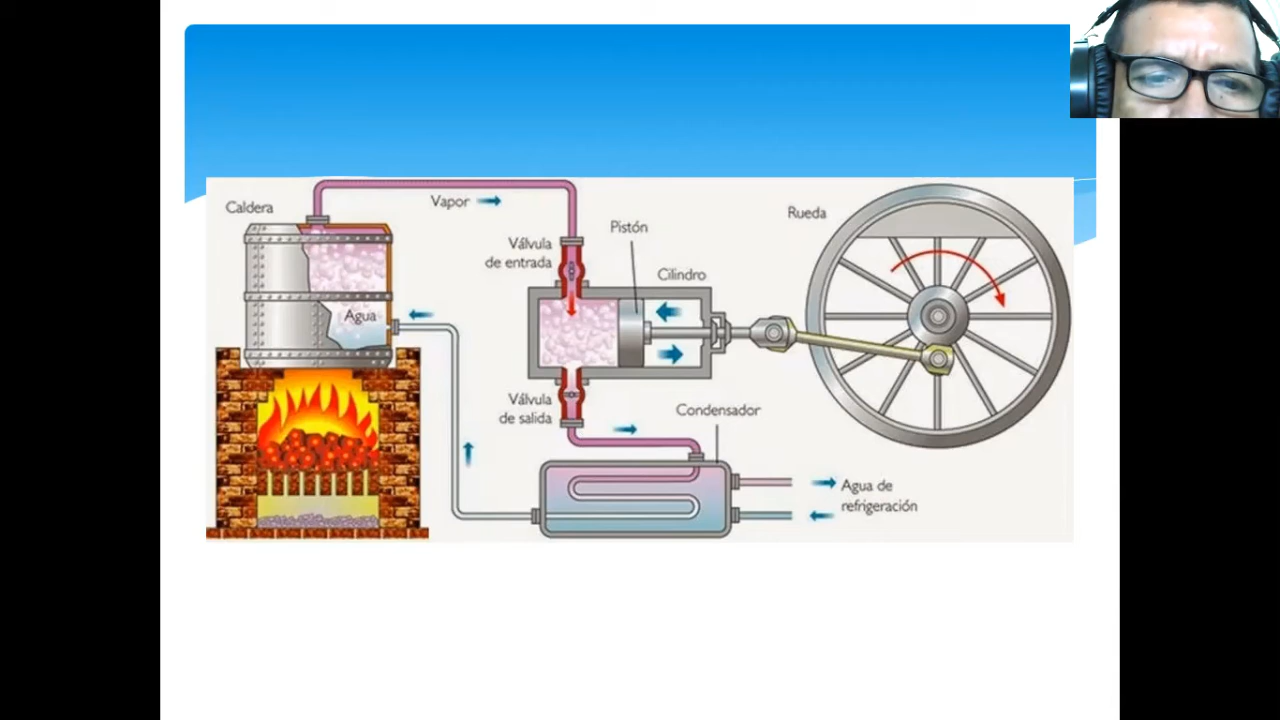 Caldera
Vapor
Rueda
Pistón
Válvula
de entrada
Cilindro
Agua
Válvula
de salida
Condensador
Agua de
refrigeración